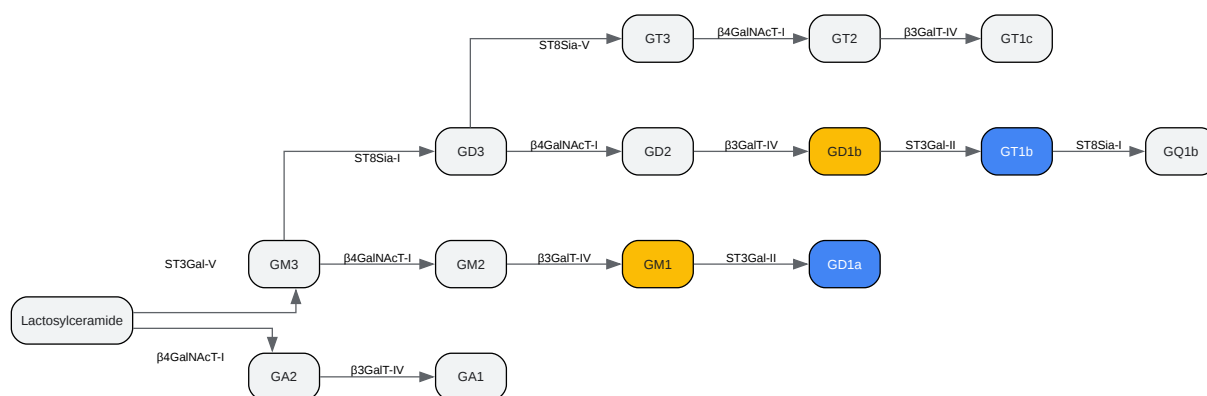 GT3
β4GalNAcT-I
GT2
β3GalT-IV
GT1c
ST8Sia-V
GD3
β4GalNAcT-I
GD2
β3GalT-IV
GD1b
ST3Gal-II
GT1b
ST8Sia-I
GQ1b
ST8Sia-I
ST3Gal-V
GM3
β4GalNAcT-I
GM2
β3GalT-IV
GM1
ST3Gal-II
GD1a
Lactosylceramide
β4GalNAcT-I
GA2
β3GalT-IV
GA1